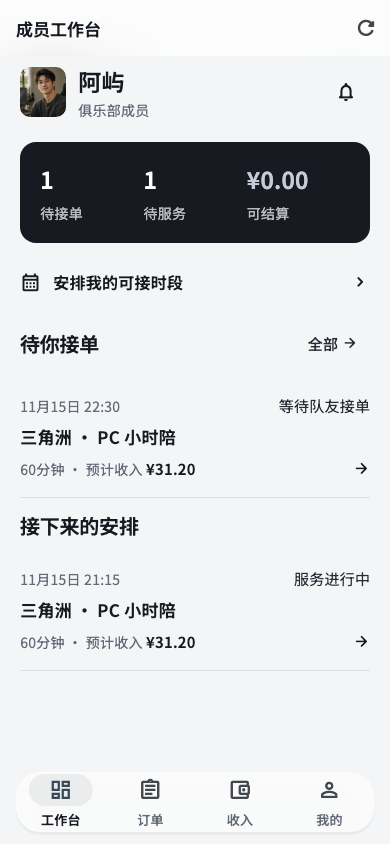 成员工作台
阿屿
俱乐部成员
1 1 ¥0.00
待接单 待服务 可结算
安排我的可接时段
待你接单 全部
11月15日 22:30 等待队友接单
三角洲 · PC 小时陪
60分钟 · 预计收入 ¥31.20
接下来的安排
11月15日 21:15 服务进行中
三角洲 · PC 小时陪
60分钟 · 预计收入 ¥31.20
工作台 订单 收入 我的